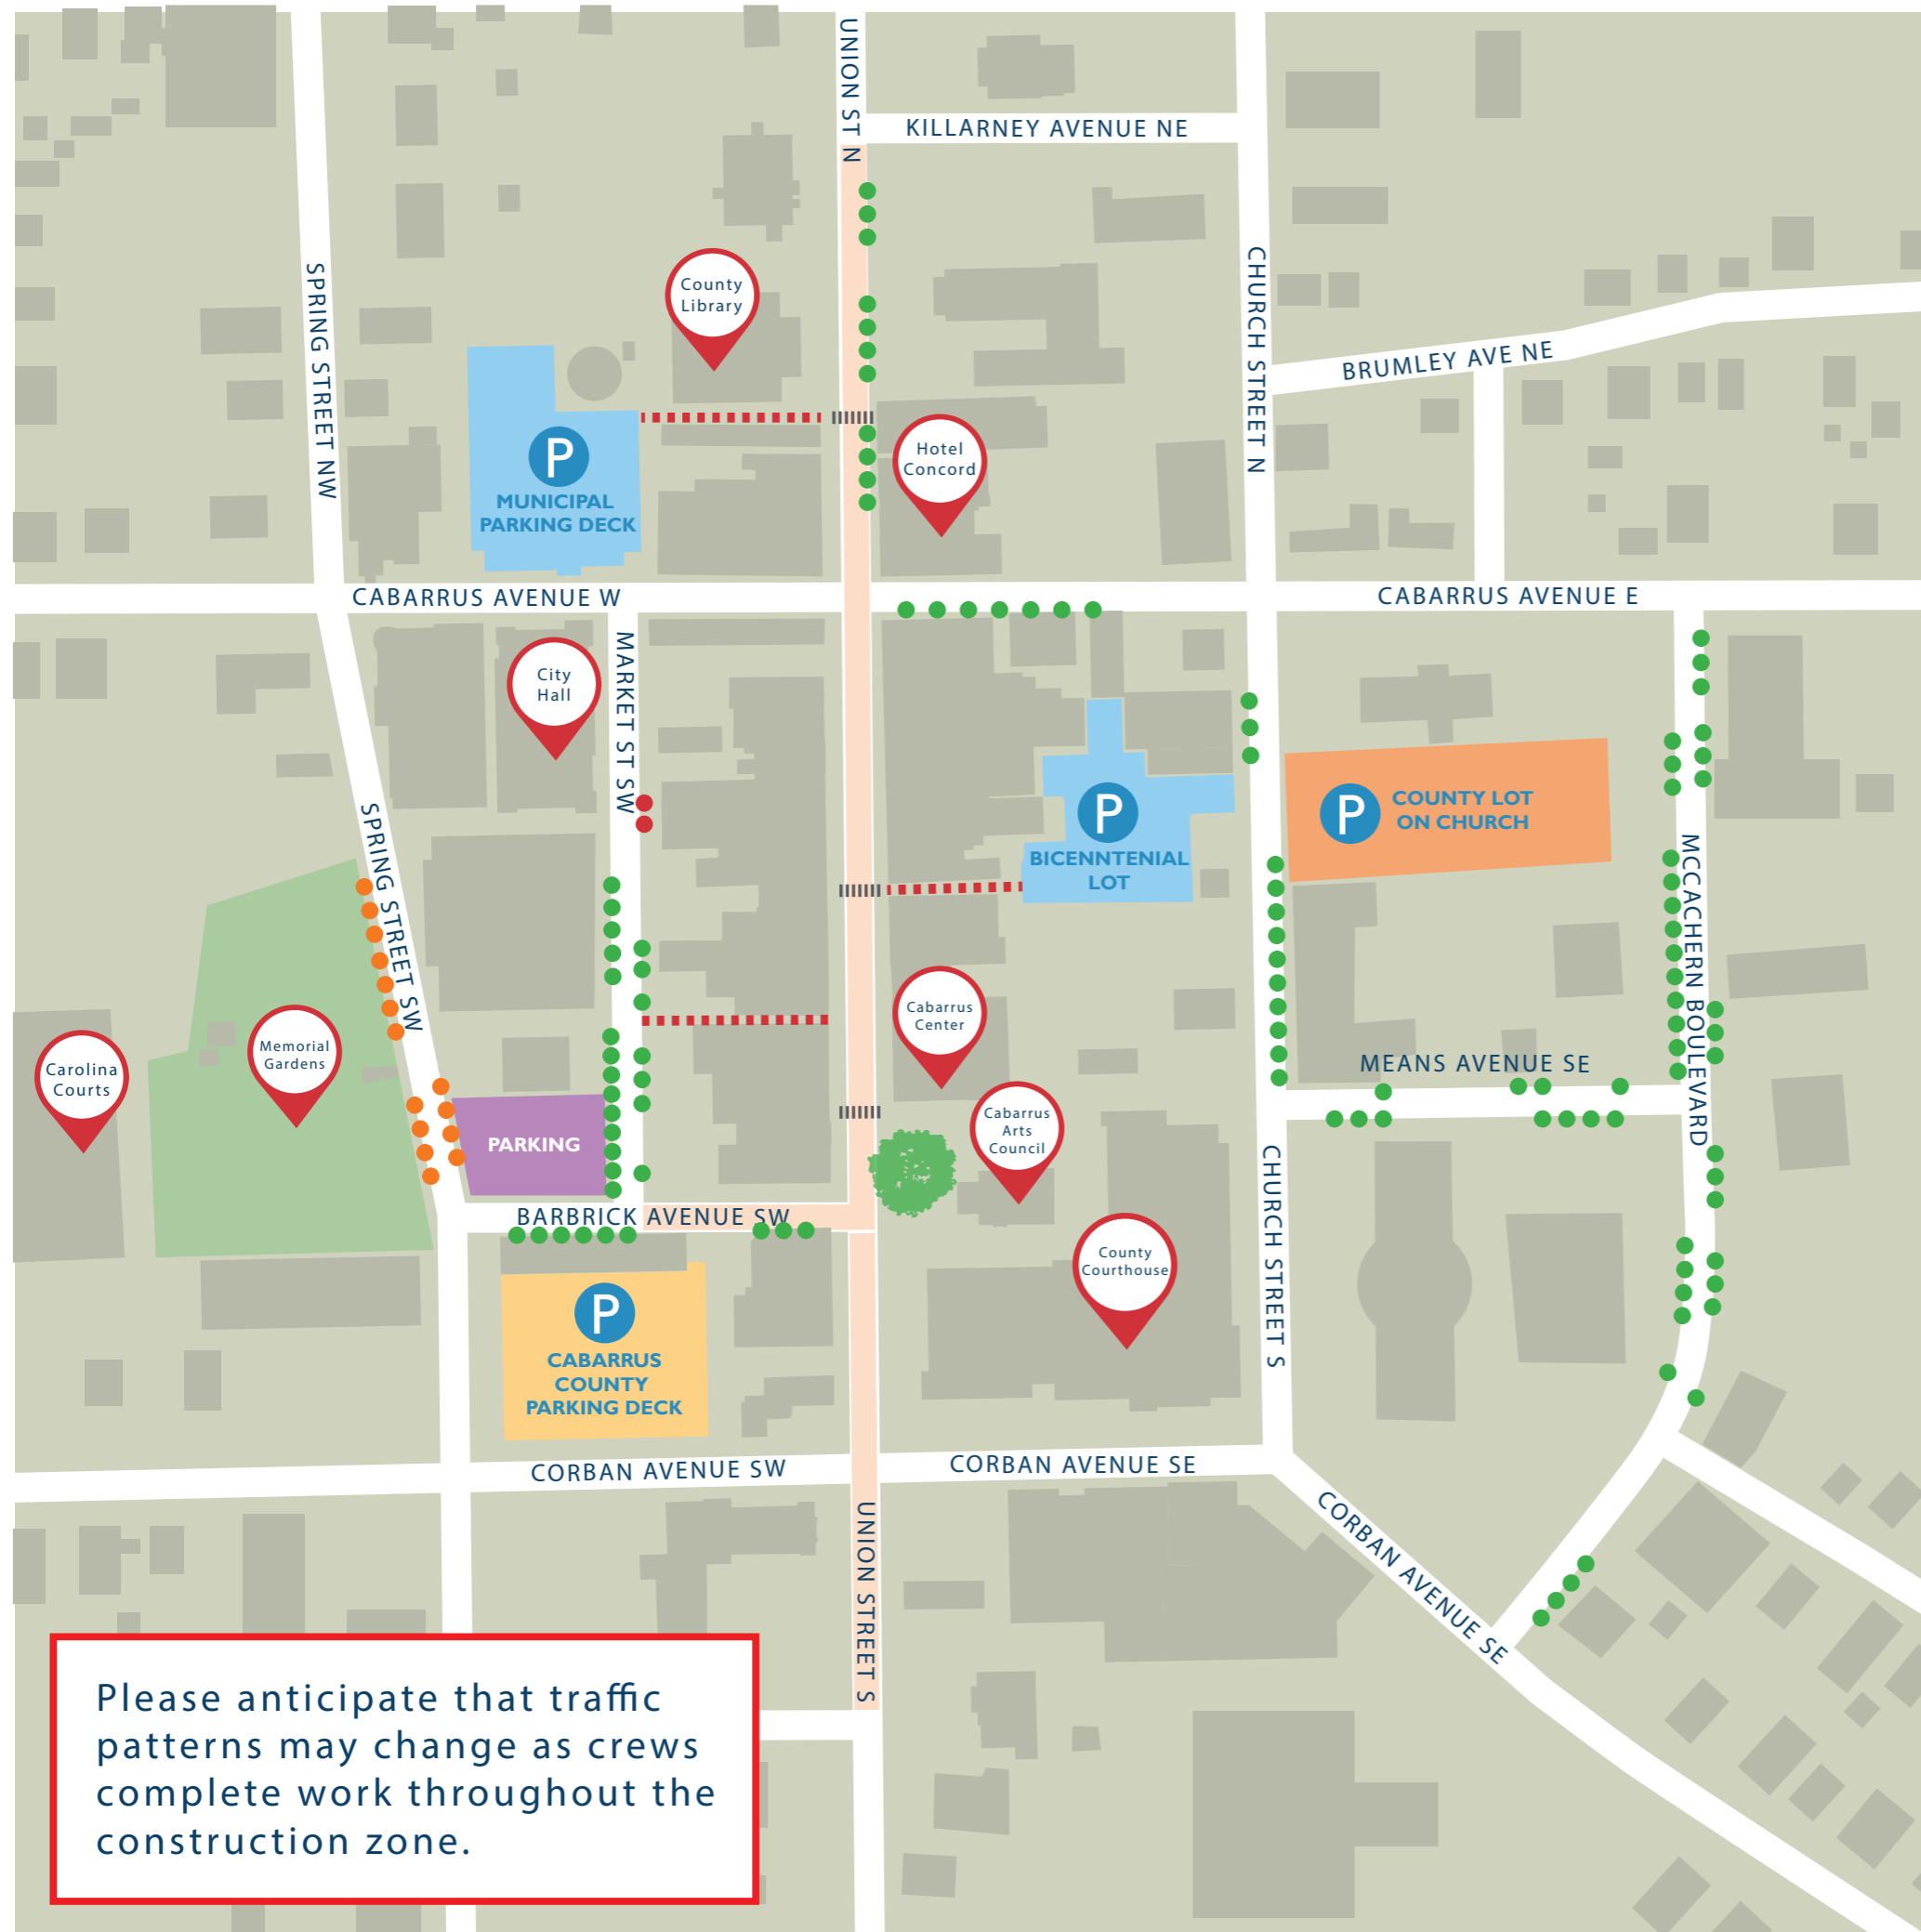 UNION ST N
KILLARNEY AVENUE NE
SPRING STREET NW
CHURCH STREET N
County
Library
BRUMLEY AVE NE
Hotel
Concord
P
MUNICIPAL
PARKING DECK
CABARRUS AVENUE W
CABARRUS AVENUE E
City
Hall
MARKET ST SW
P
BICENNTENIAL
LOT
P
COUNTY LOT
ON CHURCH
SPRING STREET SW
MCCACHERN BOULEVARD
Carolina
Courts
Memorial
Gardens
Cabarrus
Center
MEANS AVENUE SE
Cabarrus
Arts
Council
PARKING
BARBRICK AVENUE SW
County
Courthouse
CHURCH STREET S
P
CABARRUS
COUNTY
PARKING DECK
CORBAN AVENUE SW
CORBAN AVENUE SE
UNION STREET S
CORBAN AVENUE SE
Please anticipate that traffic
patterns may change as crews
complete work throughout the
construction zone.